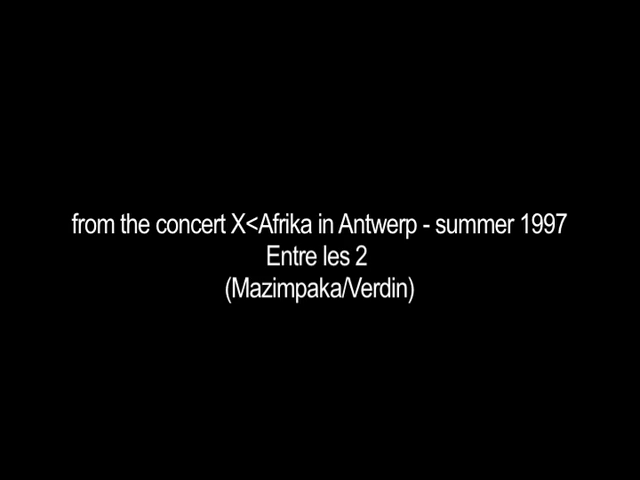 from the concert X<Afrika in Antwerp - summer 1997
Entre les 2
(Mazimpaka/Verdin)